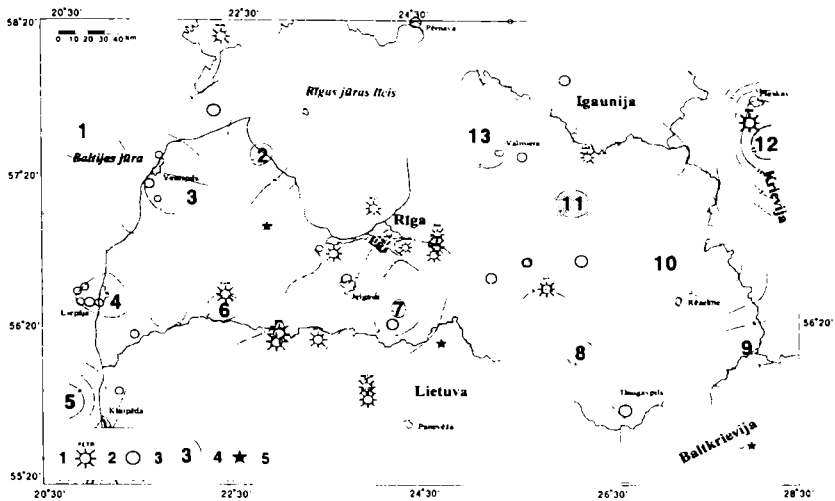 20°30' 22°30' 24°30'
58°20'
0 10 20 30 40 km
Pērnava
Rīgas jūras līcis
Igaunija
Pleskas
1
13
Valmiera
12
Baltijas jūra
2
57°20'
Ventspils
3
Krievija
11
Rīga
10
4
Liepāja
Jelgava
Rēzekne
6
7
56°20'
56°20'
8
9
Lietuva
5
Daugavpils
Klaipēda
Panevēža
Baltkrievija
1 2 3 3 4 5
55°20'
20°30' 22°30' 24°30' 26°30' 28°30'